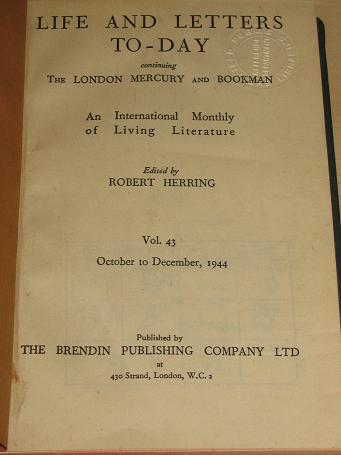 LIFE AND LETTERS
TO-DAY
continuing
THE LONDON MERCURY AND BOOKMAN
An International Monthly
of Living Literature
Edited by
ROBERT HERRING
Vol. 43
October to December, 1944
Published by
THE BRENDIN PUBLISHING COMPANY LTD
at
430 Strand, London, W.C. 2